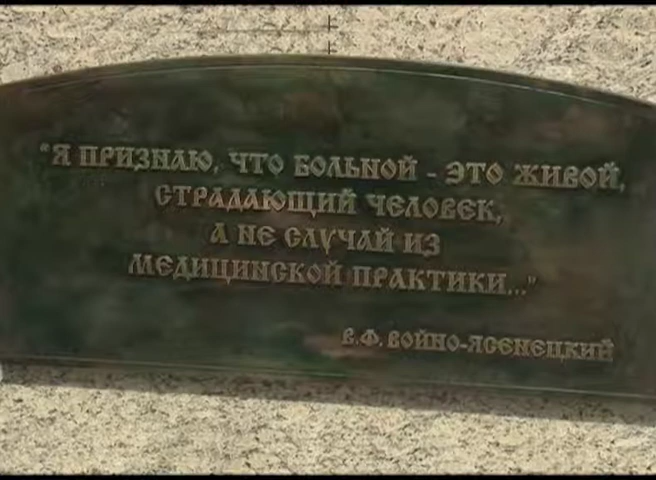 "Я ПРИЗНАЮ, ЧТО БОЛЬНОЙ - ЭТО ЖИВОЙ,
СТРАДАЮЩИЙ ЧЕЛОВЕК,
А НЕ СЛУЧАЙ ИЗ
МЕДИЦИНСКОЙ ПРАКТИКИ..."
В.Ф. ВОЙНО-ЯСЕНЕЦКИЙ